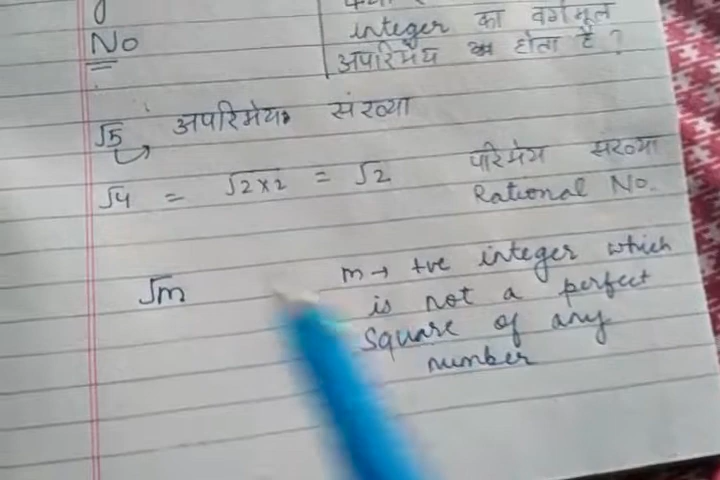 No
integer का वर्गमूल
अपरिमेय होता है ?
√5 अपरिमेय संख्या
√4 = √2×2 = √2 परिमेय संख्या
Rational No.
√m m → +ve integer which
is not a perfect
square of any
number